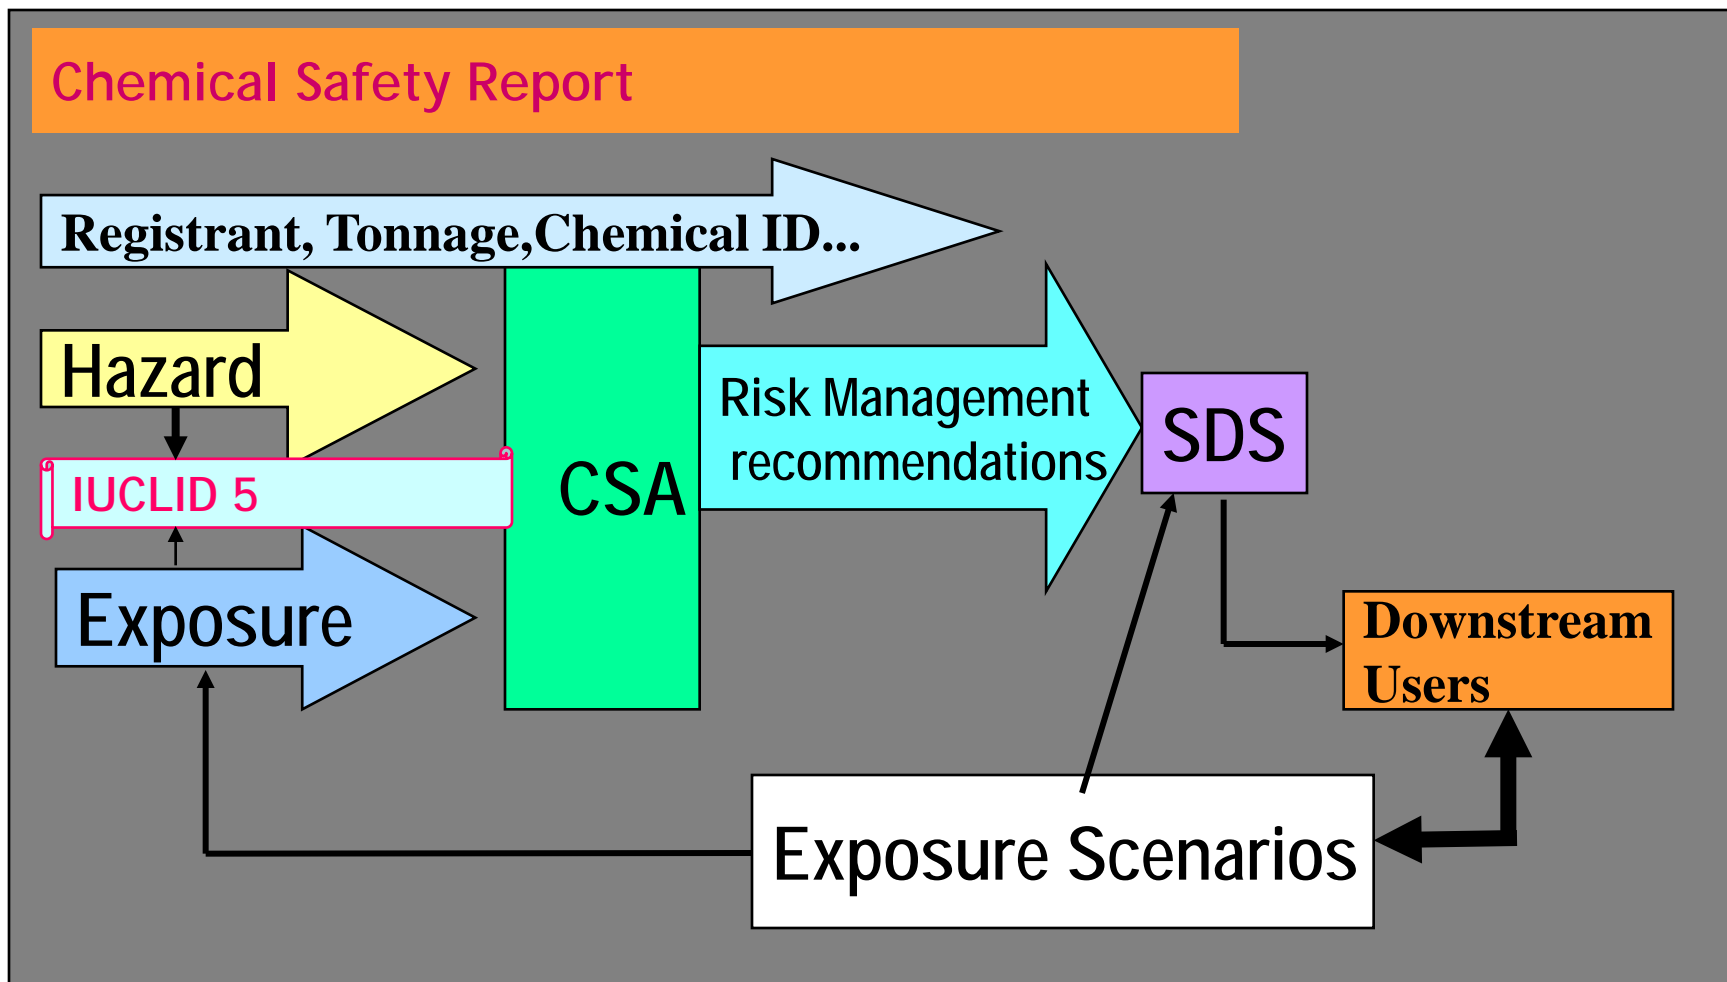 Chemical Safety Report
Registrant, Tonnage,Chemical ID...
Hazard
IUCLID 5
Exposure
CSA
Risk Management
recommendations
SDS
Downstream
Users
Exposure Scenarios